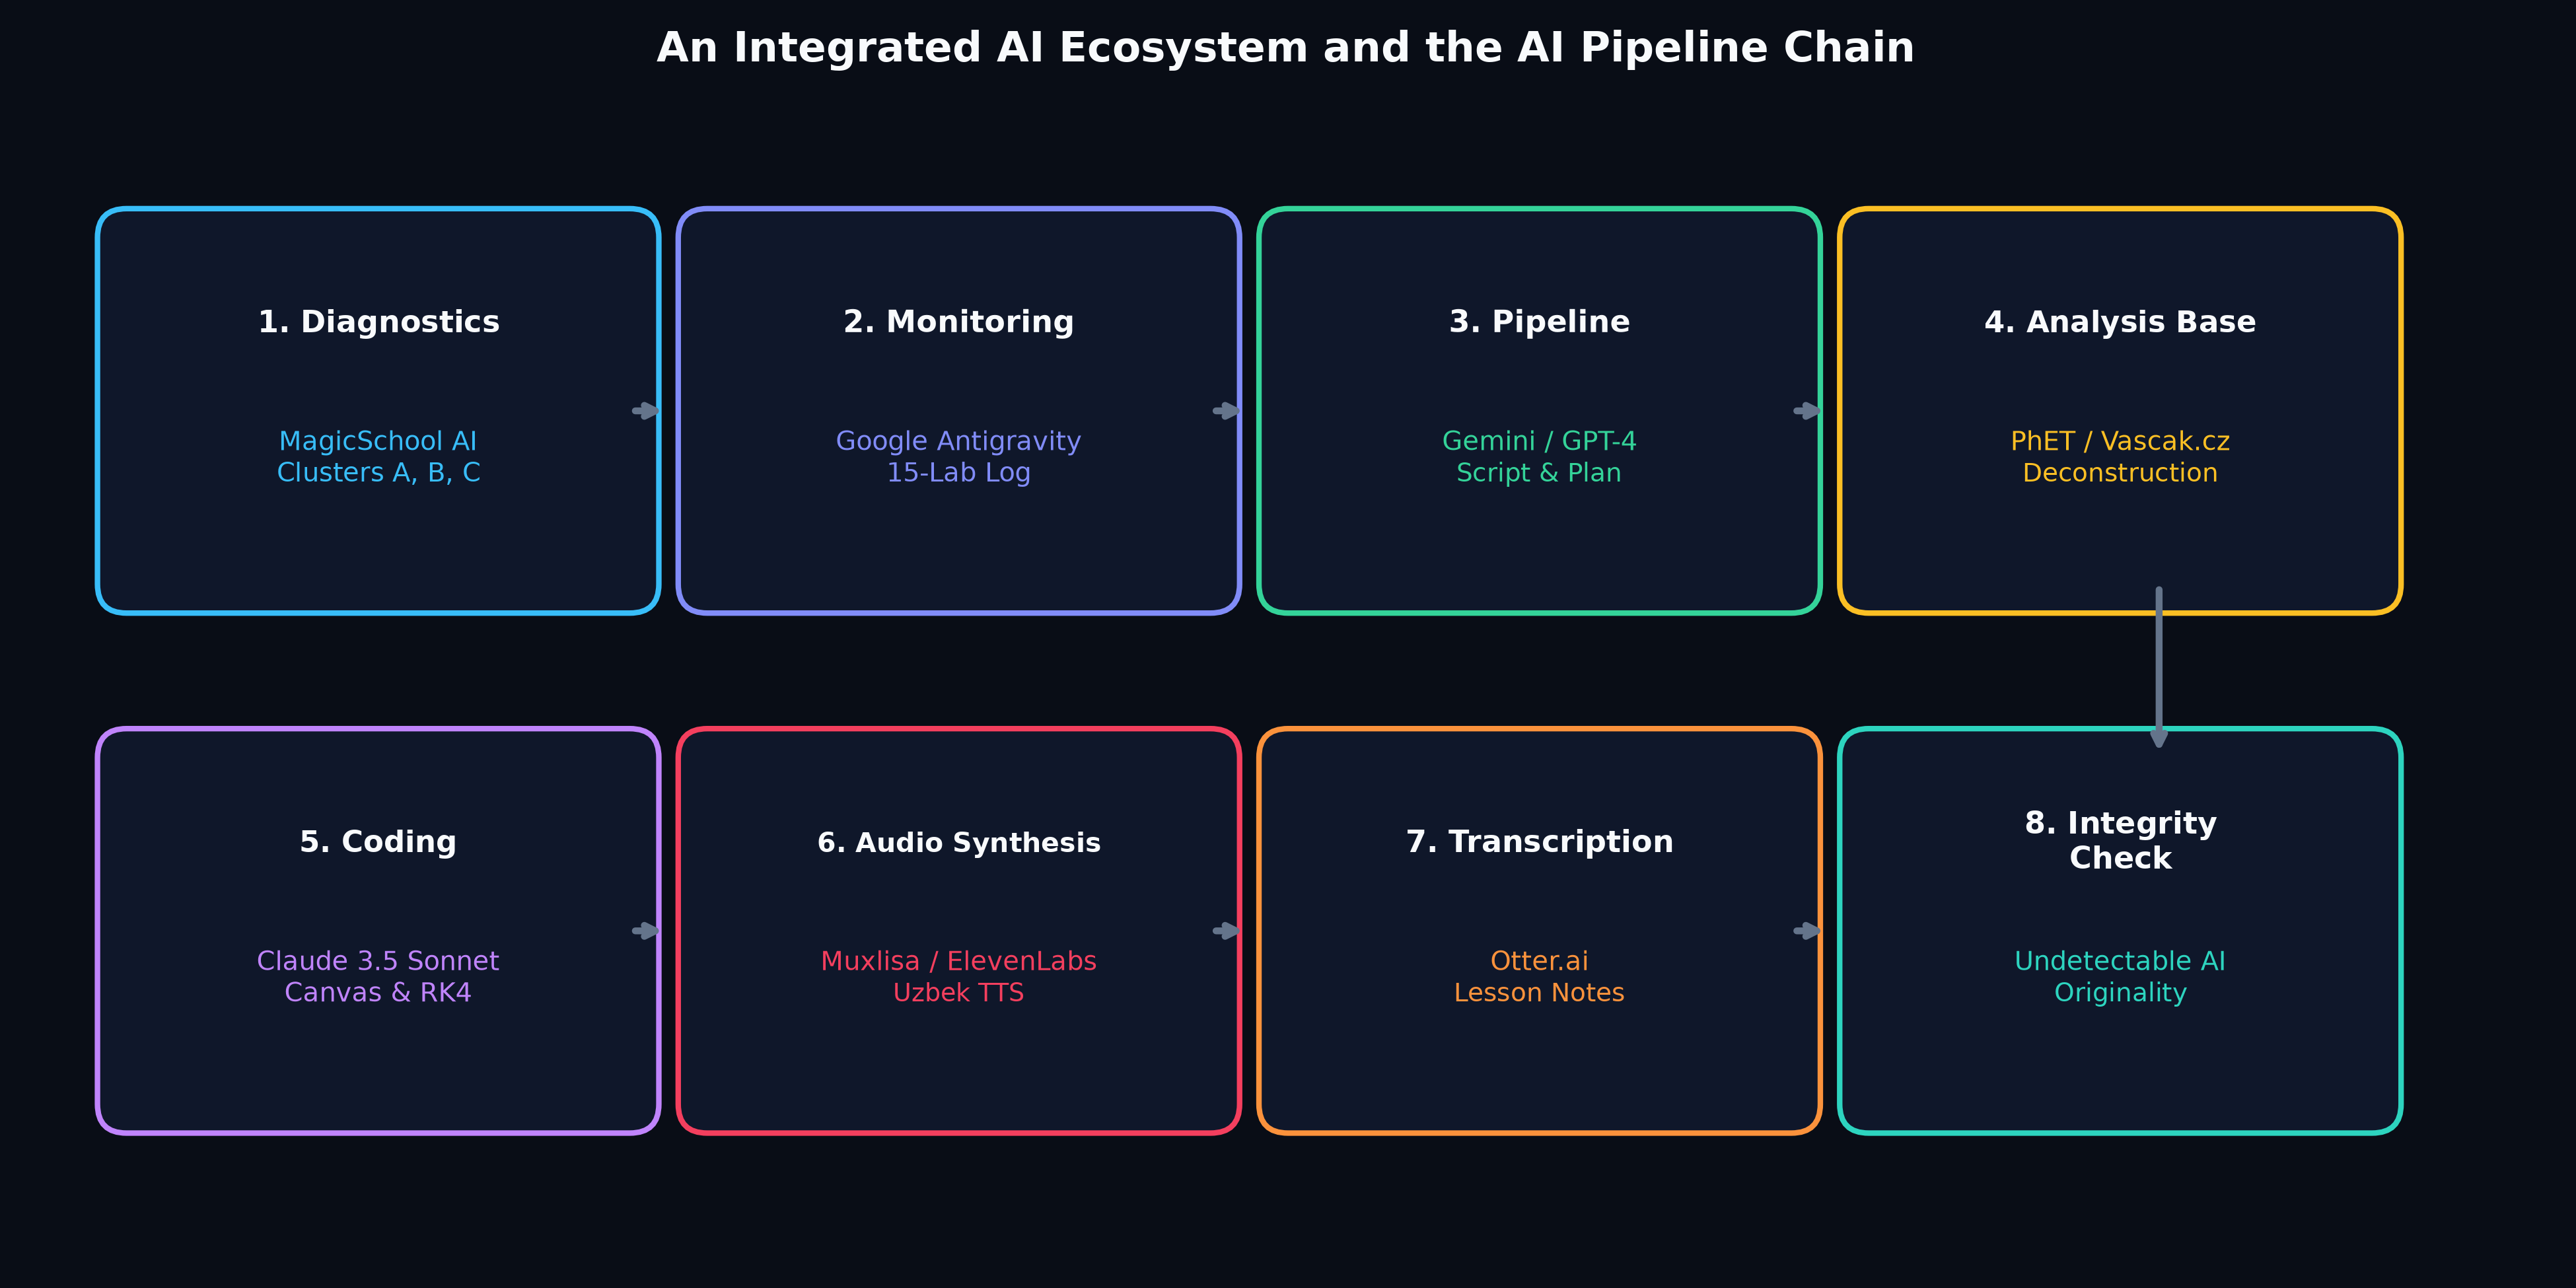 An Integrated AI Ecosystem and the AI Pipeline Chain
1. Diagnostics
MagicSchool AI
Clusters A, B, C
2. Monitoring
Google Antigravity
15-Lab Log
3. Pipeline
Gemini / GPT-4
Script & Plan
4. Analysis Base
PhET / Vascak.cz
Deconstruction
5. Coding
Claude 3.5 Sonnet
Canvas & RK4
6. Audio Synthesis
Muxlisa / ElevenLabs
Uzbek TTS
7. Transcription
Otter.ai
Lesson Notes
8. Integrity
Check
Undetectable AI
Originality